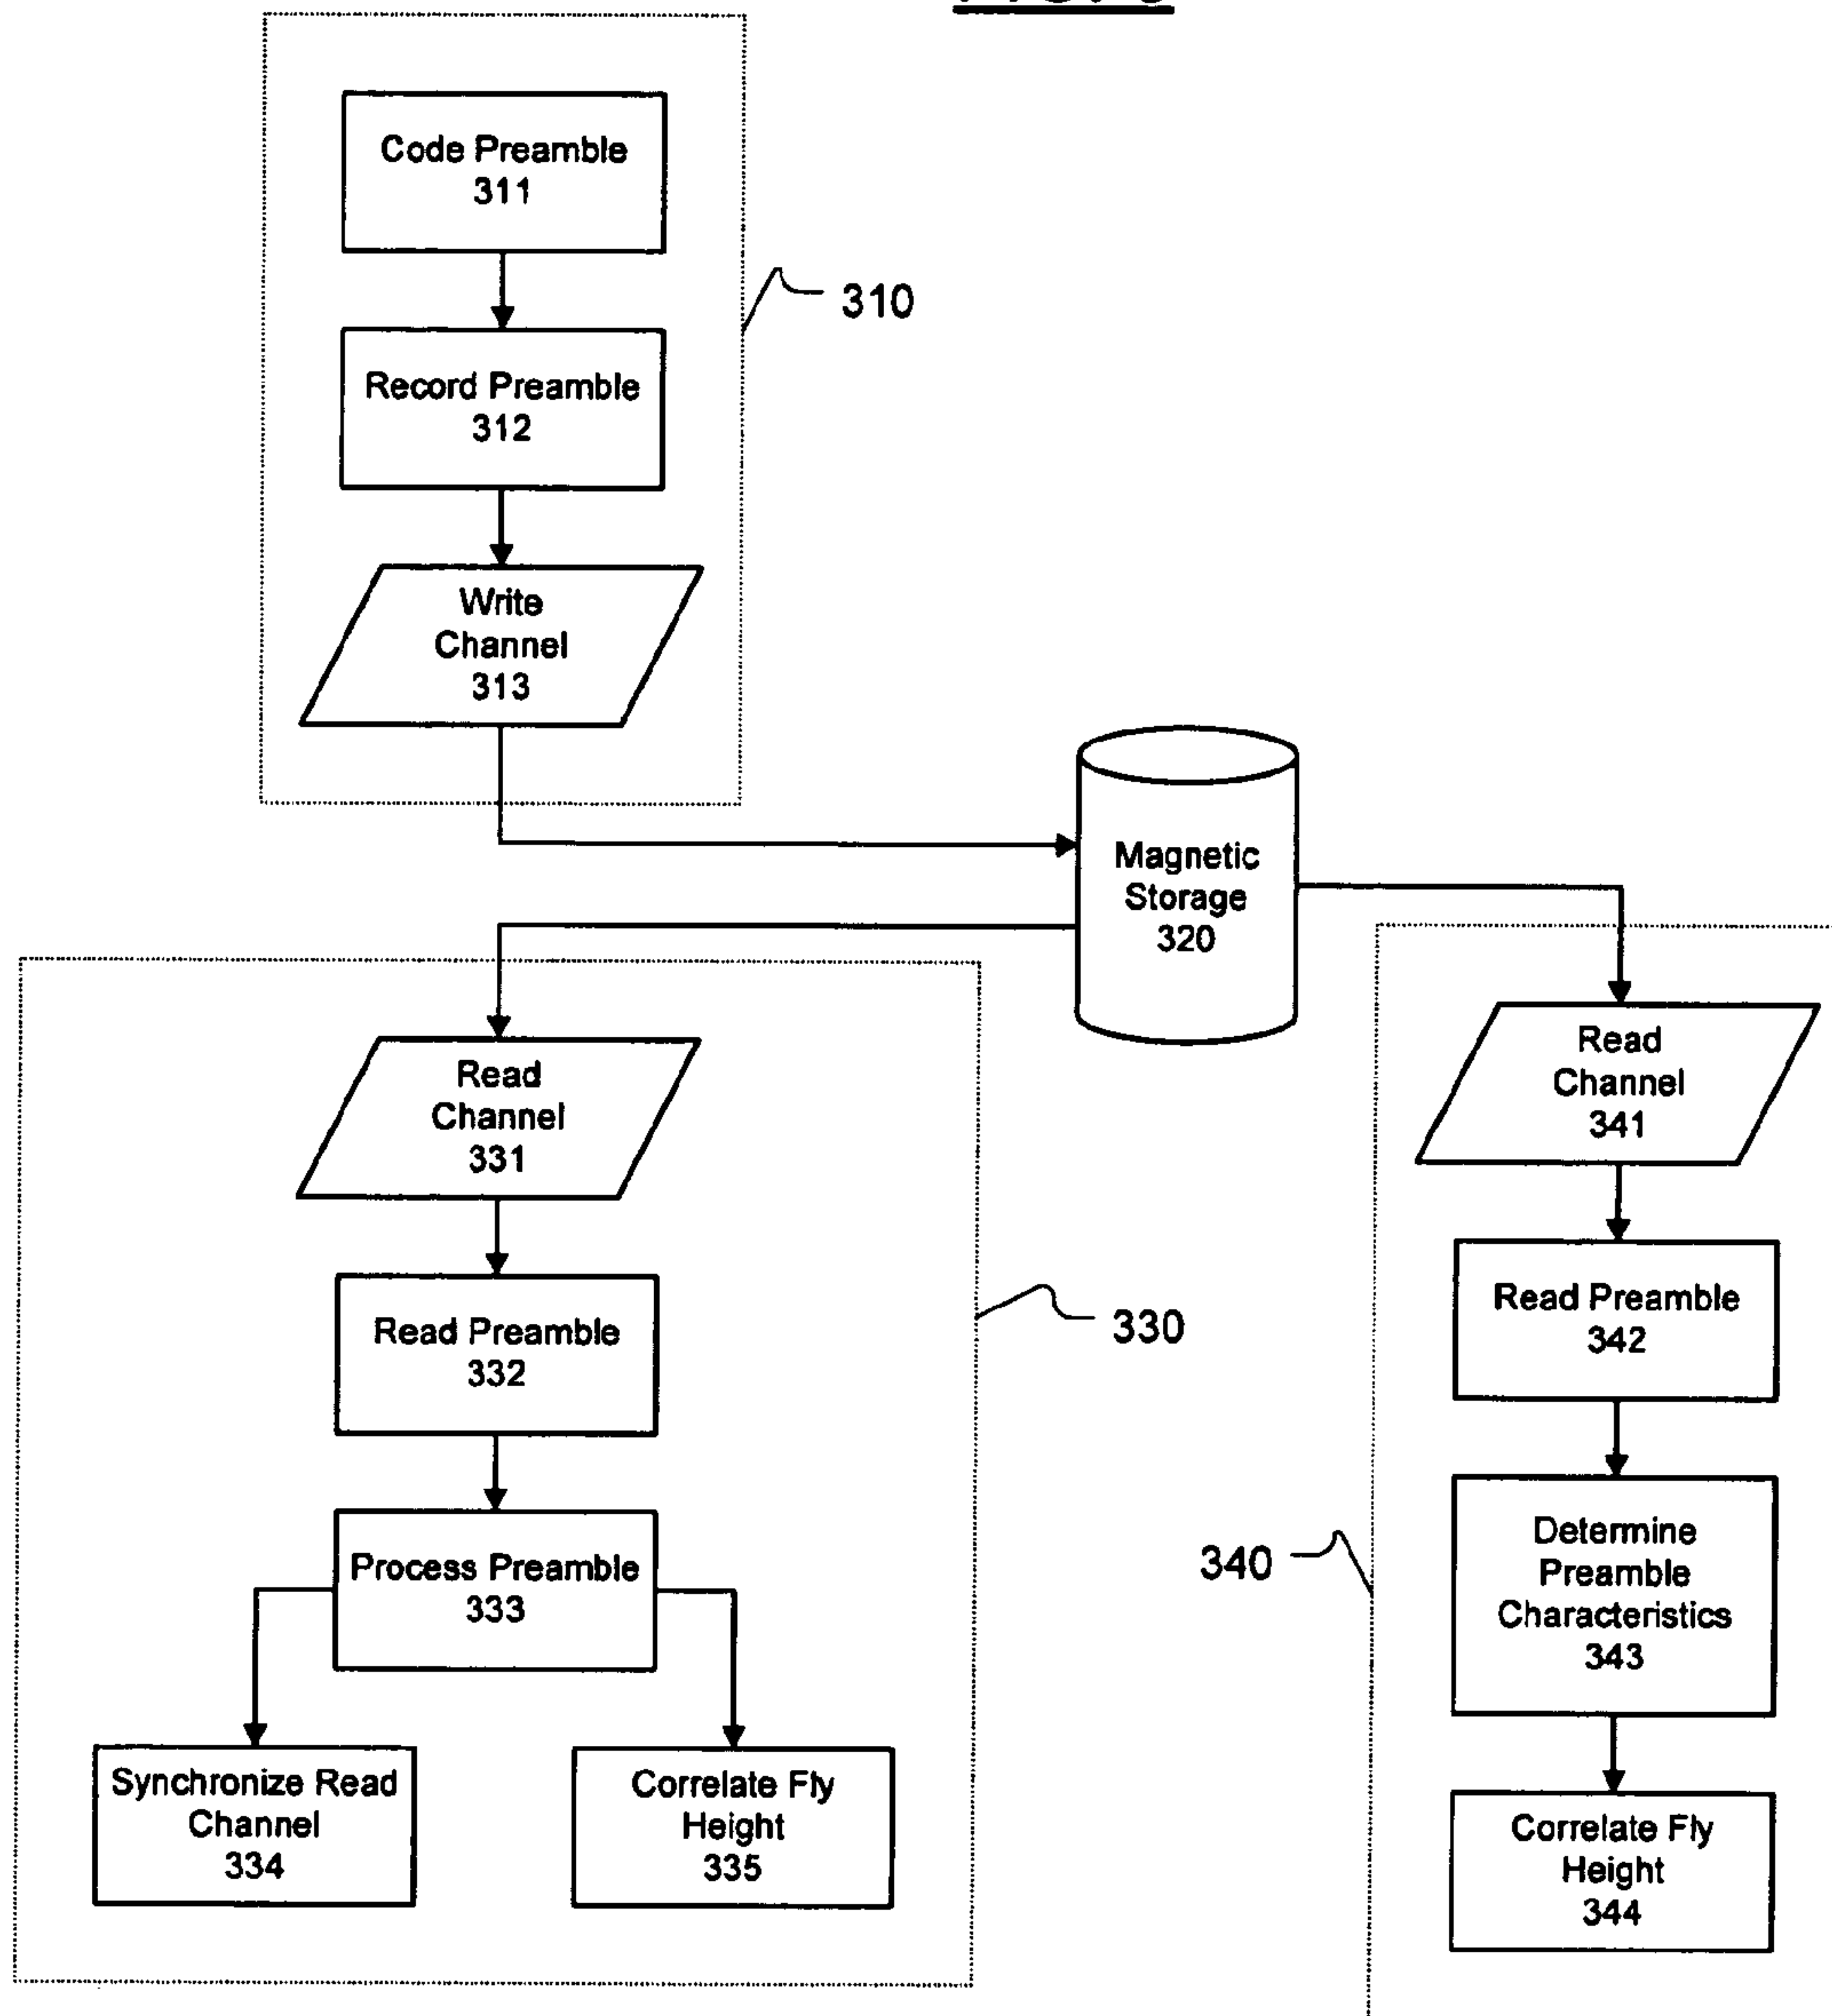 Code Preamble
311
310
Record Preamble
312
Write
Channel
313
Magnetic
Storage
320
Read
Channel
331
Read
Channel
341
Read Preamble
332
330
Read Preamble
342
Process Preamble
333
340
Determine
Preamble
Characteristics
343
Synchronize Read
Channel
334
Correlate Fly
Height
335
Correlate Fly
Height
344